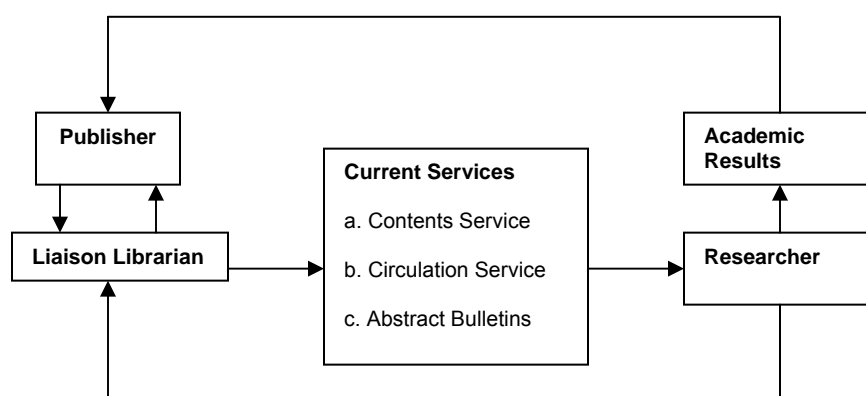 Publisher
Liaison Librarian
Current Services
a. Contents Service
b. Circulation Service
c. Abstract Bulletins
Academic
Results
Researcher